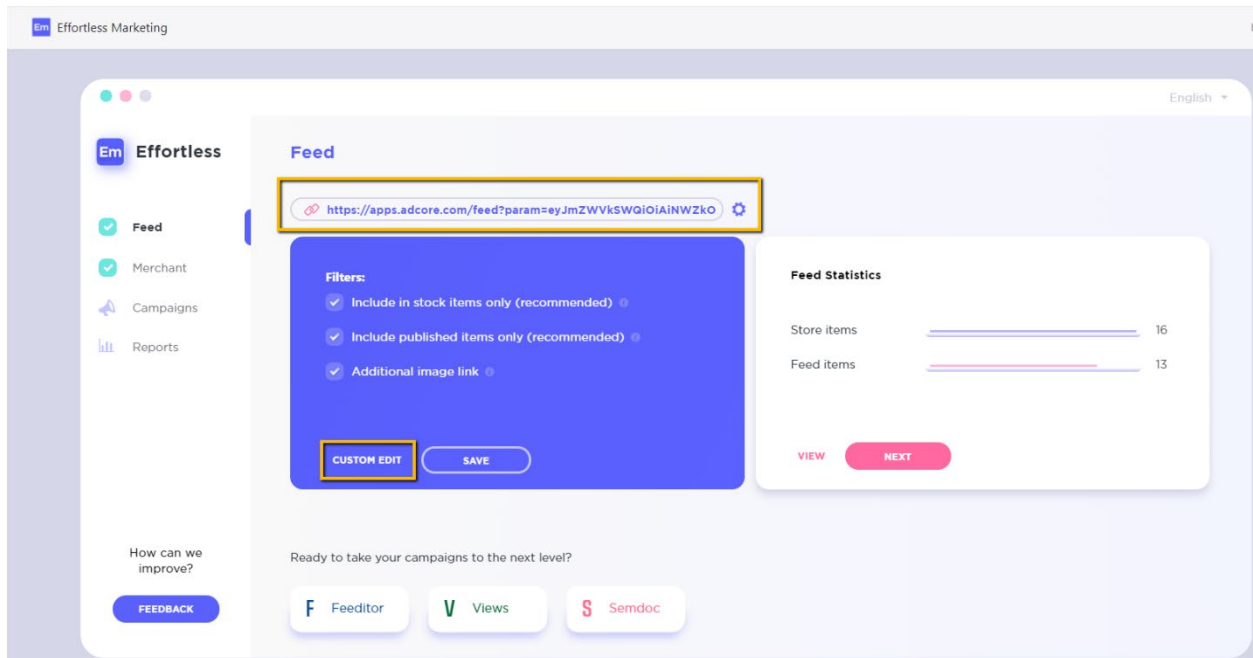 Em Effortless Marketing
English
Em Effortless
Feed
Merchant
Campaigns
Reports
How can we
improve?
FEEDBACK
Feed
https://apps.adcore.com/feed?param=eyJmZWVkSWQiOiAiNWZkO
Filters:
Include in stock items only (recommended)
Include published items only (recommended)
Additional image link
CUSTOM EDIT SAVE
Feed Statistics
Store items 16
Feed items 13
VIEW NEXT
Ready to take your campaigns to the next level?
F Feeditor V Views S Semdoc